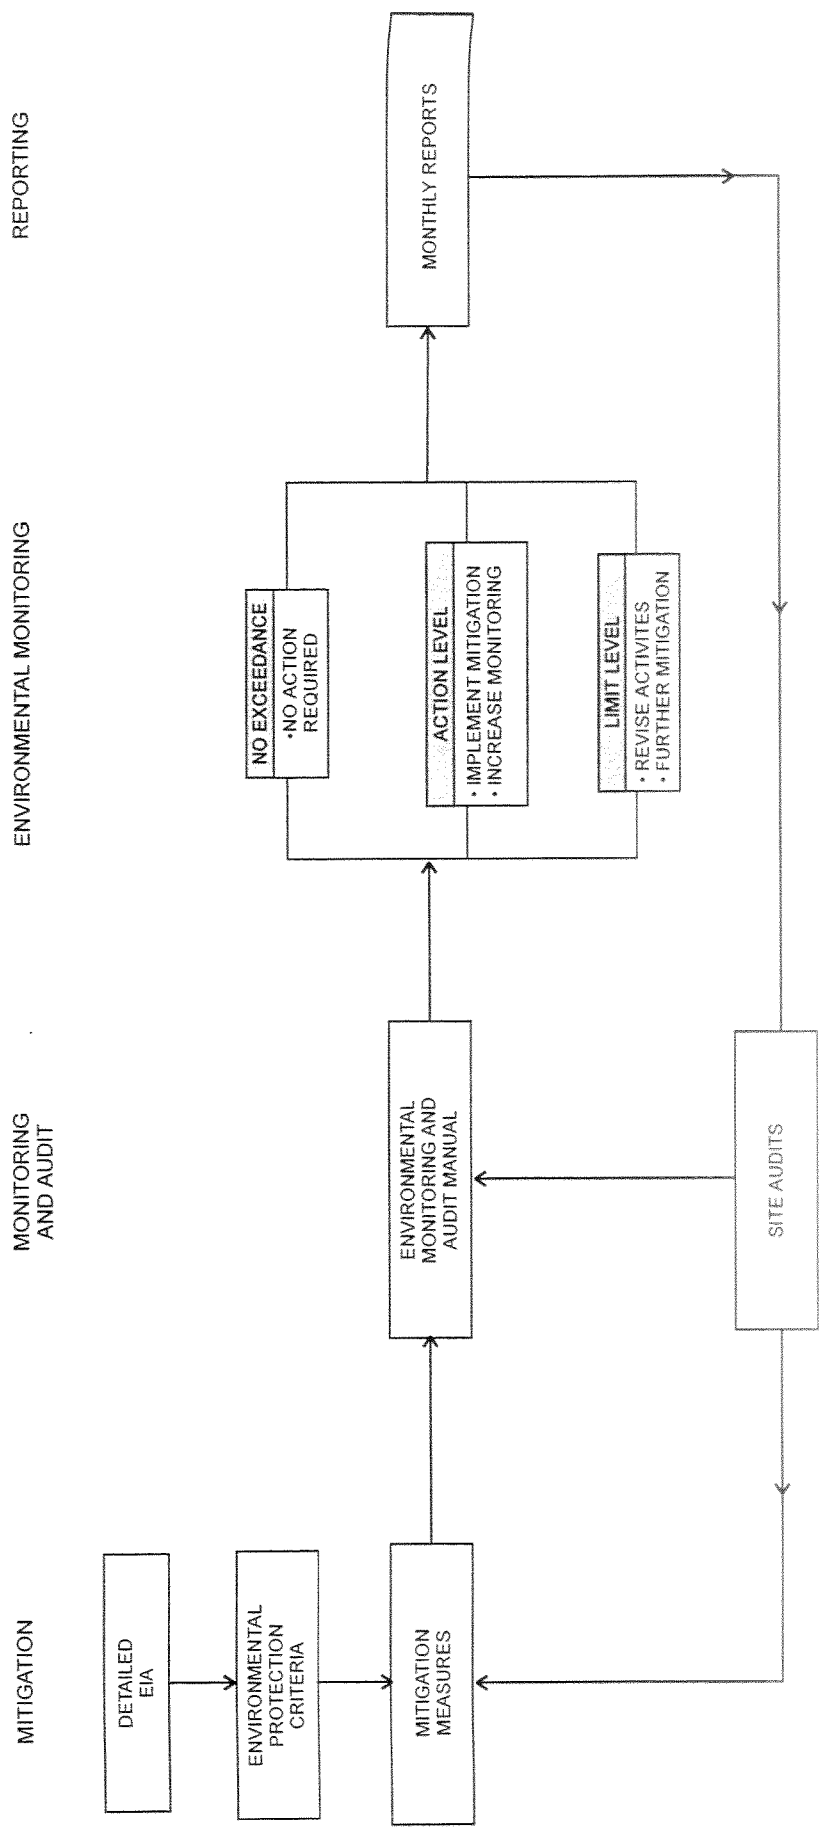 MITIGATION
MONITORING
AND AUDIT
ENVIRONMENTAL MONITORING
REPORTING
DETAILED
EIA
ENVIRONMENTAL
PROTECTION
CRITERIA
MITIGATION
MEASURES
ENVIRONMENTAL
MONITORING AND
AUDIT MANUAL
NO EXCEEDANCE
•NO ACTION
REQUIRED
ACTION LEVEL
• IMPLEMENT MITIGATION
• INCREASE MONITORING
LIMIT LEVEL
• REVISE ACTIVITES
• FURTHER MITIGATION
MONTHLY REPORTS
SITE AUDITS